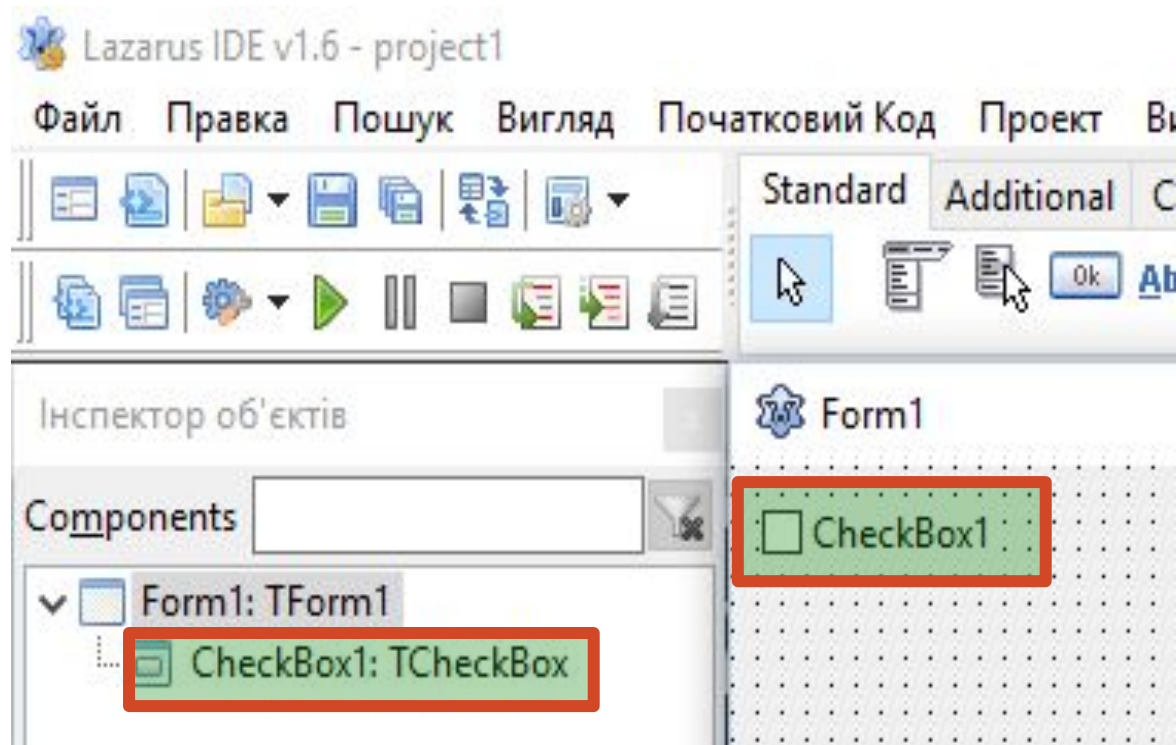 Lazarus IDE v1.6 - project1
Файл Правка Пошук Вигляд Початковий Код Проект
Standard Additional
Ok
Інспектор об'єктів
Form1
Components
CheckBox1
Form1: TForm1
CheckBox1: TCheckBox